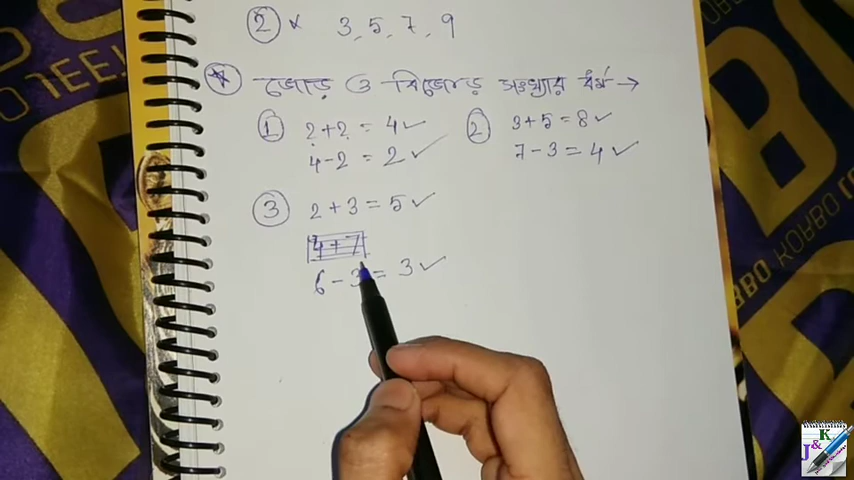 (2) × 3, 5, 7, 9
* জোড় ও বিজোড় সংখ্যার ধর্ম →
(1) 2+2 = 4 ✓
4-2 = 2 ✓
(2) 3+5 = 8 ✓
7-3 = 4 ✓
(3) 2+3 = 5 ✓
4+7
6-3 = 3 ✓
J&K